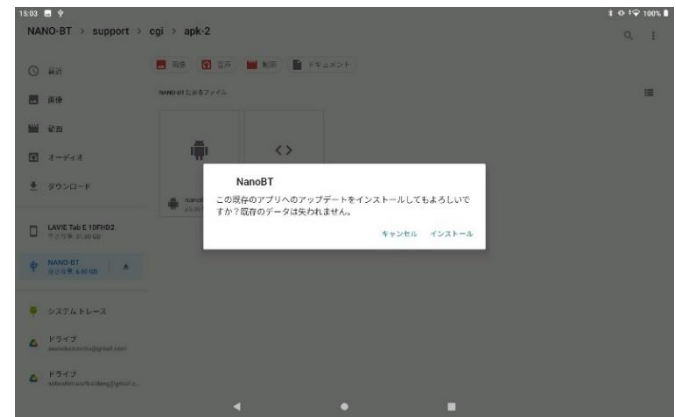 13:03
100%
NANO-BT > support > cgi > apk-2
最近
画像
動画
オーディオ
ダウンロード
LAVIE Tab E 10FHD2
NANO-BT
システム トレース
ドライブ
ドライブ
画像
音声
動画
ドキュメント
NanoBT
この既存のアプリへのアップデートをインストールしてもよろしいで
すか？既存のデータは失われません。
キャンセル インストール